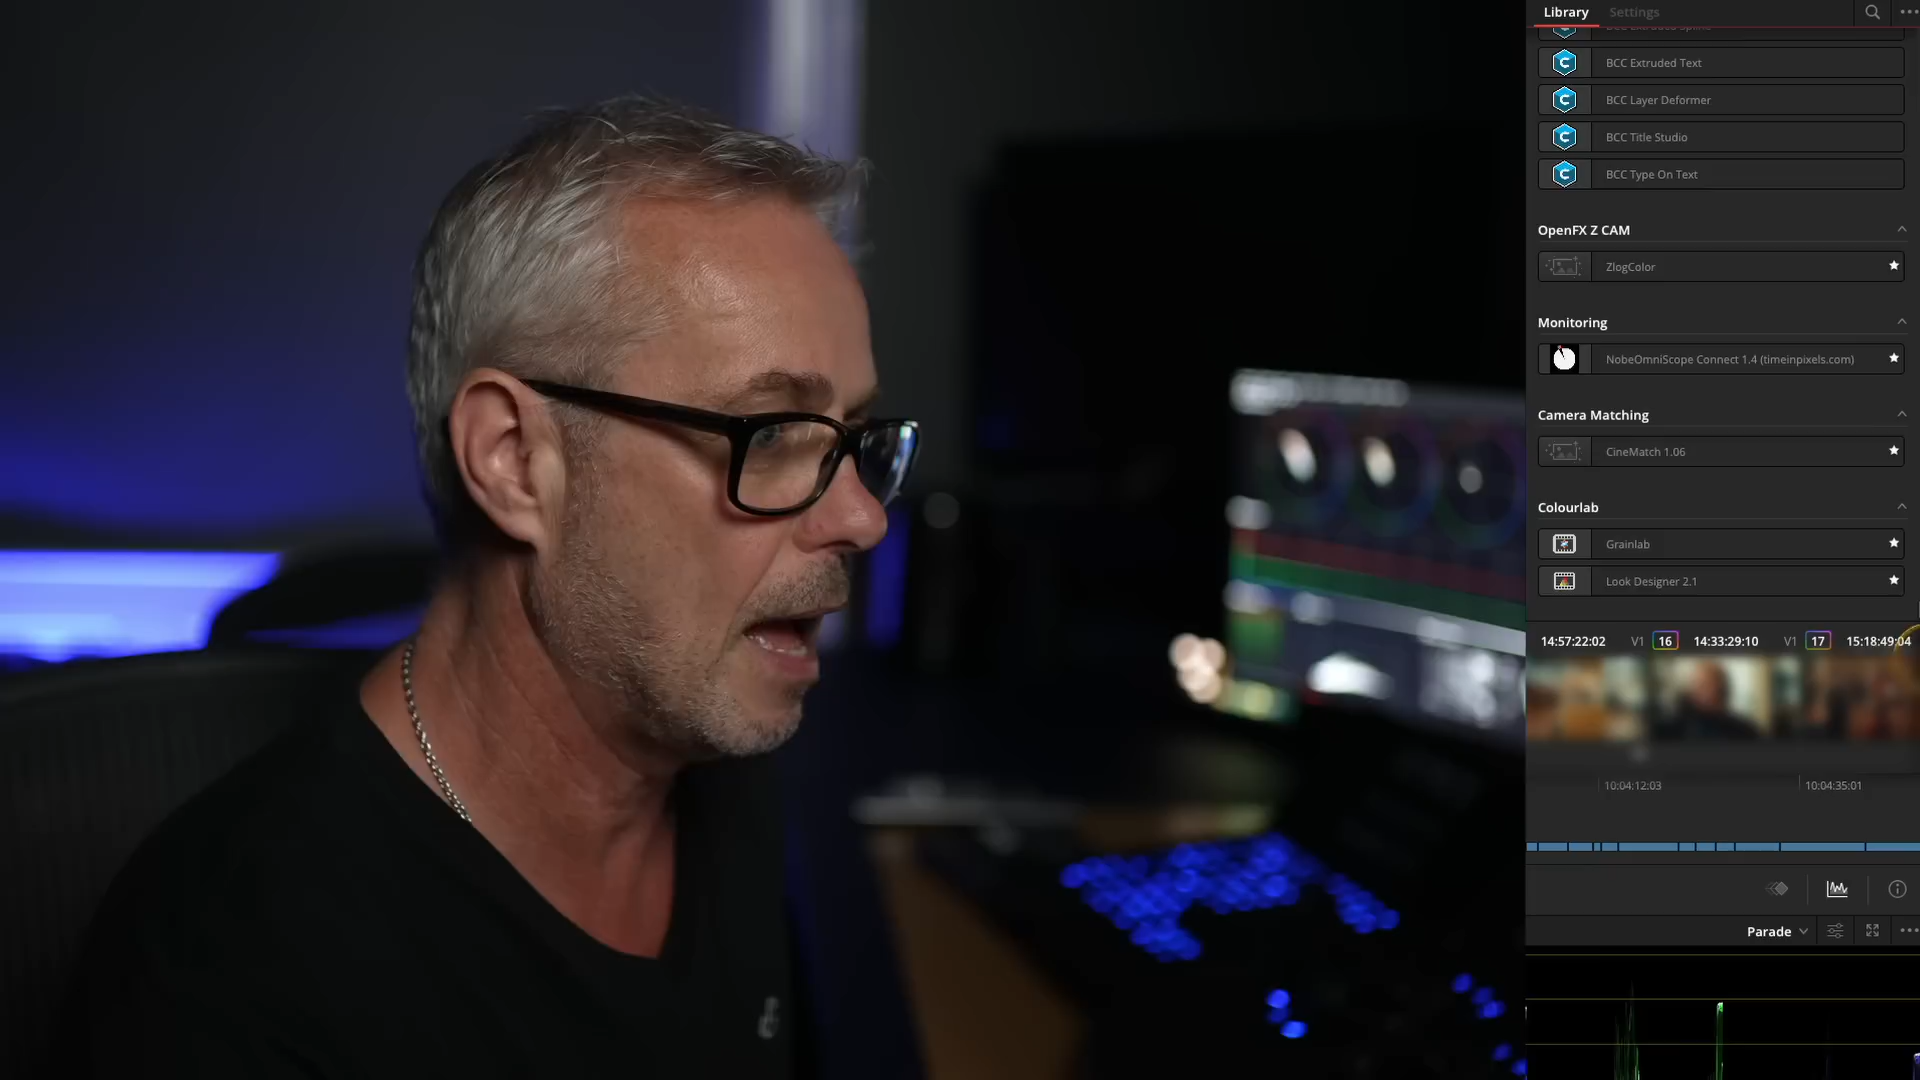 Library Settings
BCC Extruded Spline
BCC Extruded Text
BCC Layer Deformer
BCC Title Studio
BCC Type On Text
OpenFX Z CAM
ZlogColor
Monitoring
NobeOmniScope Connect 1.4 (timeinpixels.com)
Camera Matching
CineMatch 1.06
Colourlab
Grainlab
Look Designer 2.1
14:57:22:02 V1 16 14:33:29:10 V1 17 15:18:49:04
10:04:12:03 10:04:35:01
Parade